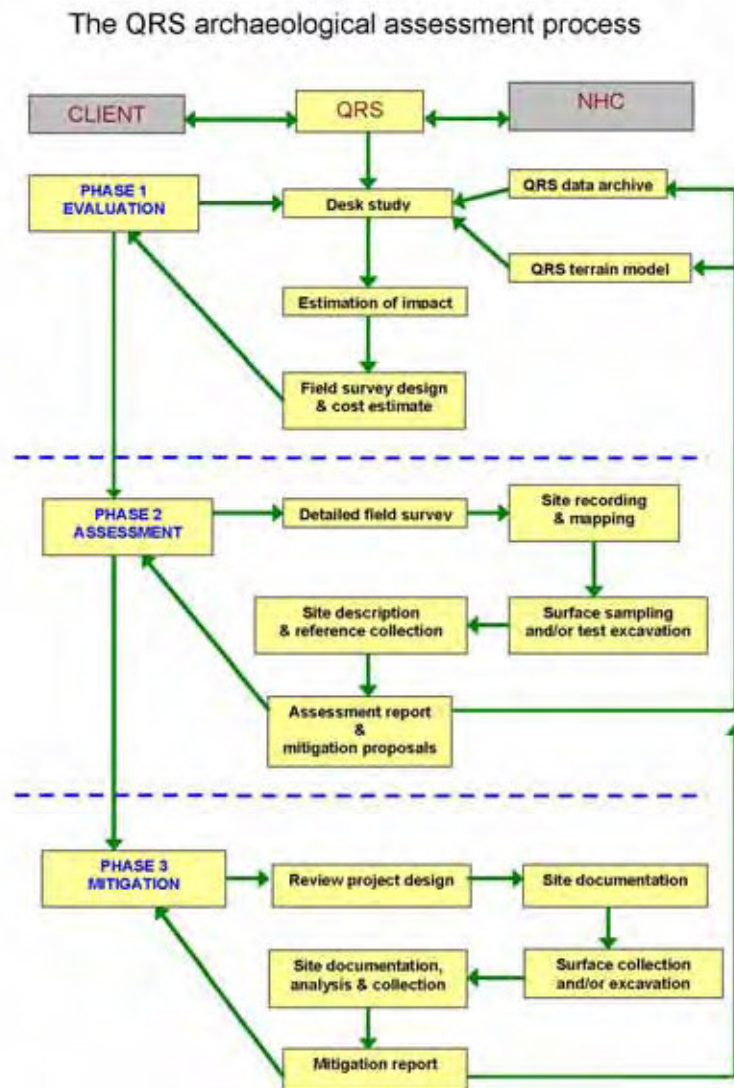 The QRS archaeological assessment process
CLIENT
QRS
NHC
PHASE 1
EVALUATION
Desk study
QRS data archive
QRS terrain model
Estimation of impact
Field survey design
& cost estimate
PHASE 2
ASSESSMENT
Detailed field survey
Site recording
& mapping
Site description
& reference collection
Surface sampling
and/or test excavation
Assessment report
&
mitigation proposals
PHASE 3
MITIGATION
Review project design
Site documentation
Site documentation,
analysis & collection
Surface collection
and/or excavation
Mitigation report